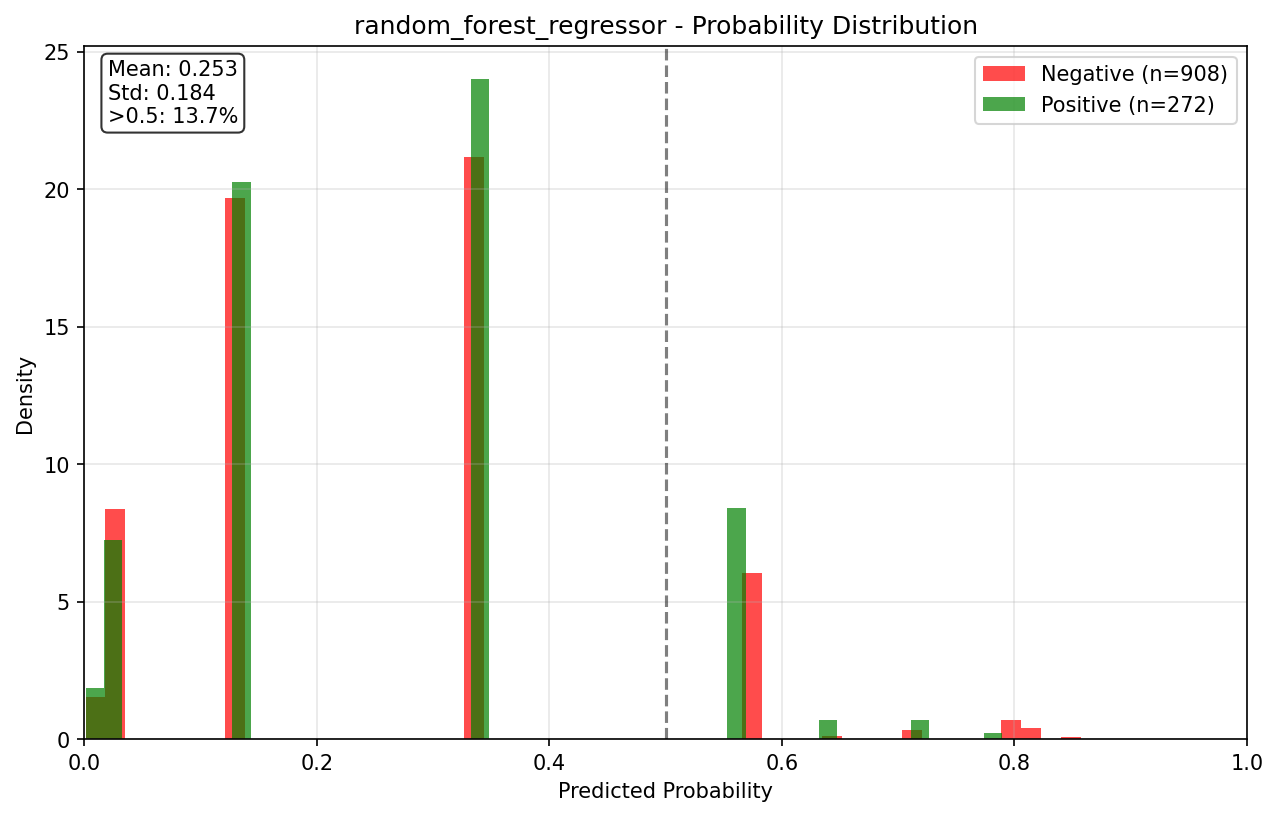 random_forest_regressor - Probability Distribution
25
20
15
10
5
0
Density
Mean: 0.253
Std: 0.184
>0.5: 13.7%
Negative (n=908)
Positive (n=272)
0.0 0.2 0.4 0.6 0.8 1.0
Predicted Probability